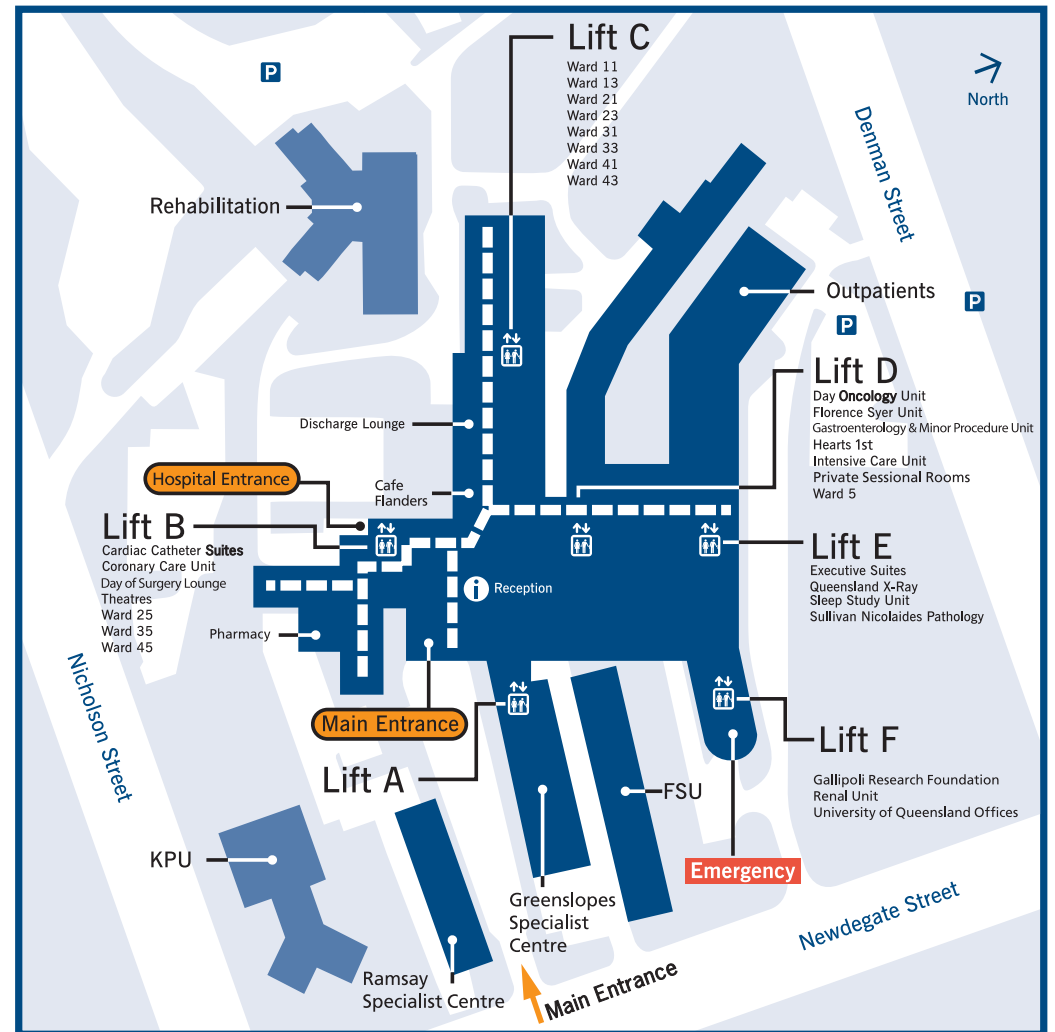 Lift C
Ward 11
Ward 13
Ward 21
Ward 23
Ward 31
Ward 33
Ward 41
Ward 43
P
North
Denman Street
Rehabilitation
Outpatients
P
P
Lift D
Day Oncology Unit
Florence Syer Unit
Gastroenterology & Minor Procedure Unit
Hearts 1st
Intensive Care Unit
Private Sessional Rooms
Ward 5
Discharge Lounge
Hospital Entrance
Cafe
Flanders
Lift B
Cardiac Catheter Suites
Coronary Care Unit
Day of Surgery Lounge
Theatres
Ward 25
Ward 35
Ward 45
Lift E
Executive Suites
Queensland X-Ray
Sleep Study Unit
Sullivan Nicolaides Pathology
i
Reception
Pharmacy
Nicholson Street
Main Entrance
Lift A
Lift F
Gallipoli Research Foundation
Renal Unit
University of Queensland Offices
FSU
KPU
Emergency
Greenslopes
Specialist
Centre
Newdegate Street
Ramsay
Specialist Centre
Main Entrance